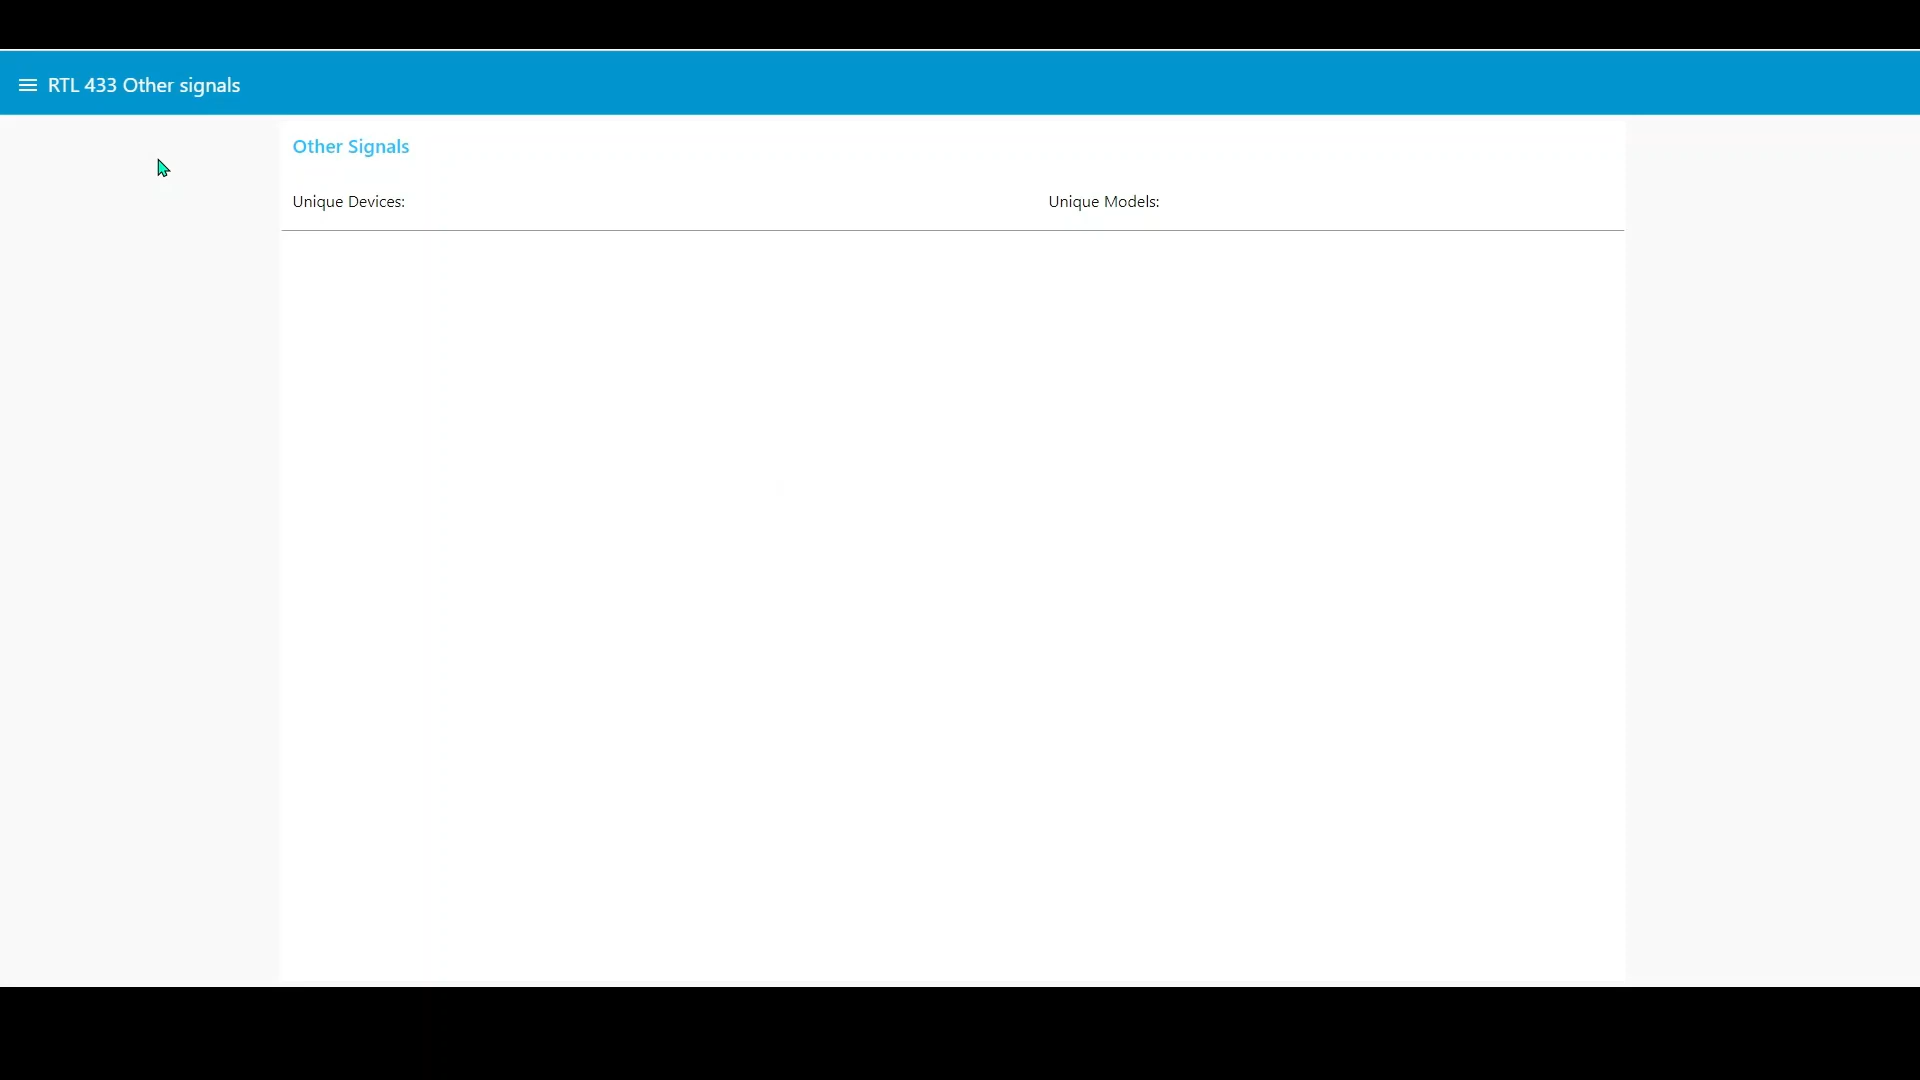 RTL 433 Other signals
Other Signals
Unique Devices:
Unique Models: